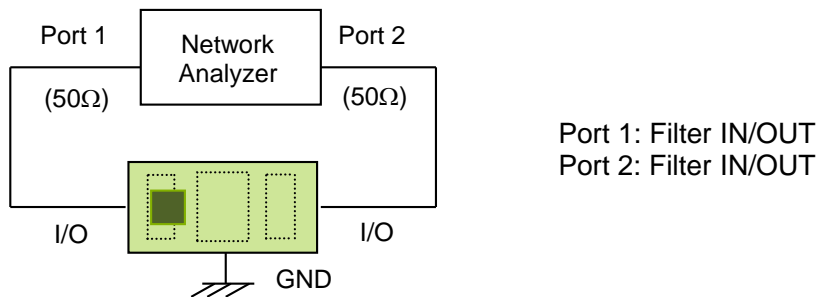 Port 1
Network
Analyzer
Port 2
(50Ω)
(50Ω)
Port 1: Filter IN/OUT
Port 2: Filter IN/OUT
I/O
I/O
GND